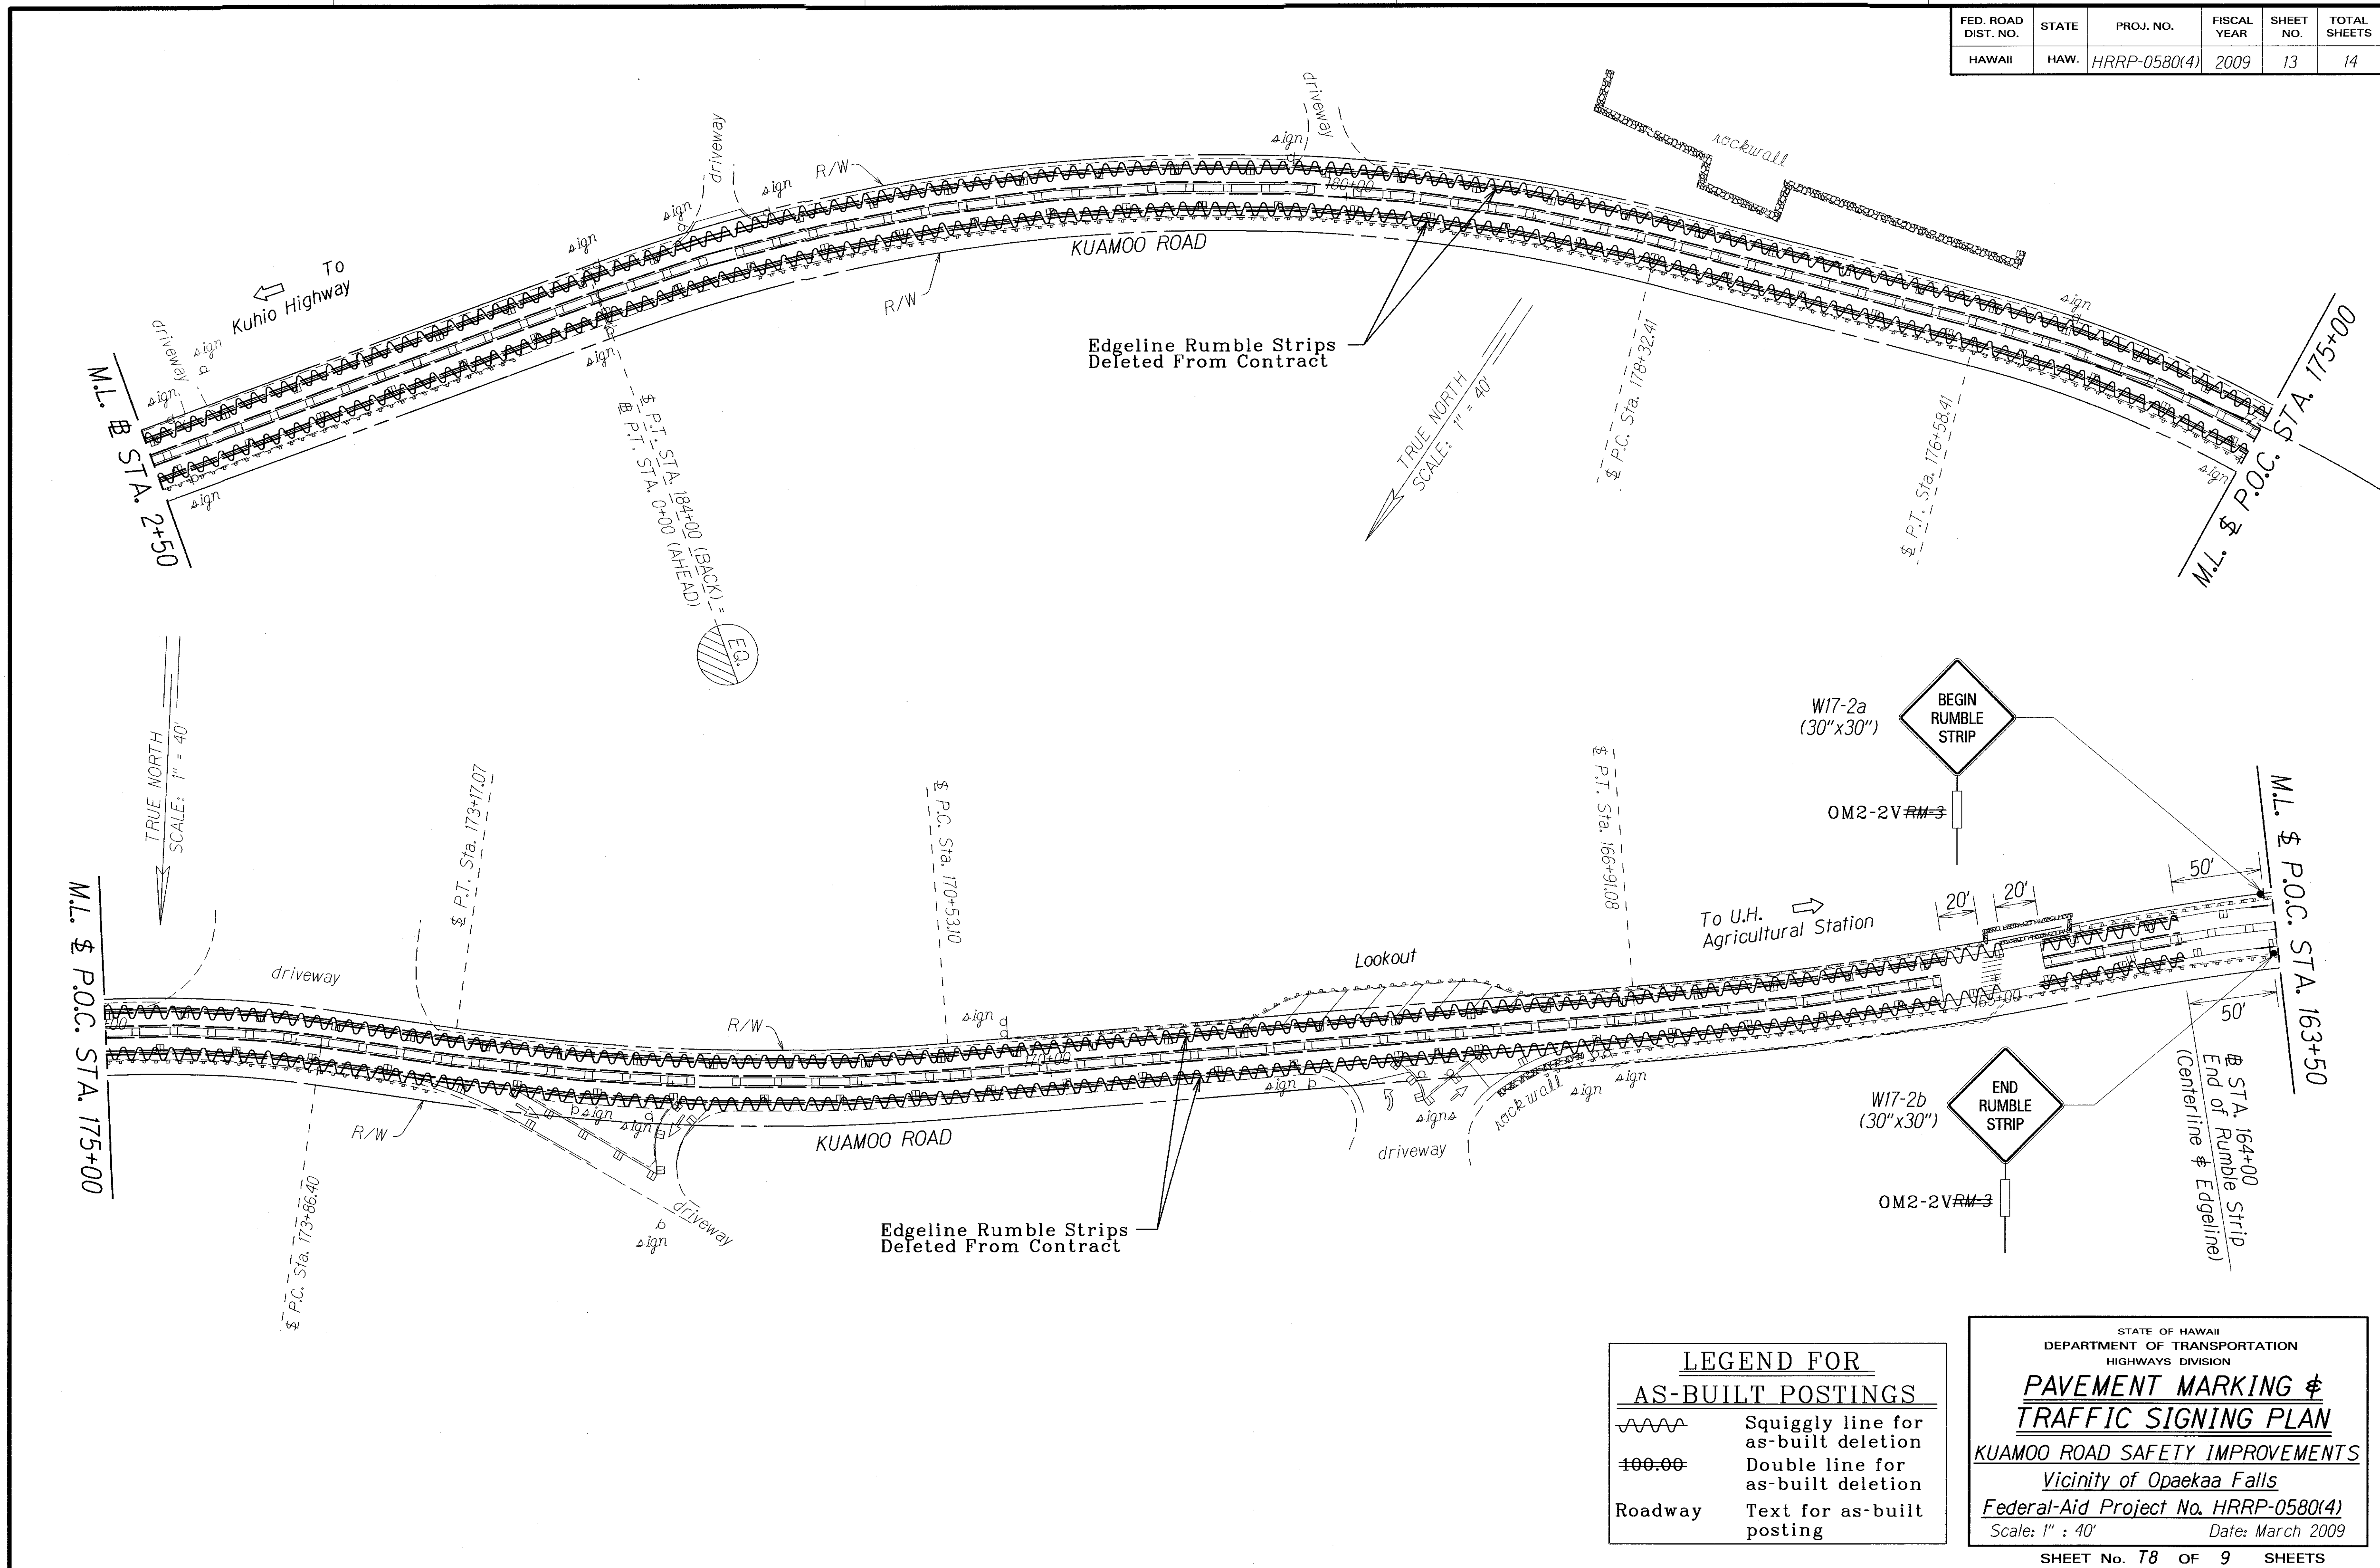 FED. ROAD DIST. NO. STATE PROJ. NO. FISCAL YEAR SHEET NO. TOTAL SHEETS
HAWAII HAW. HRRP-0580(4) 2009 13 14
driveway
driveway
sign
rockwall
sign
R/W
sign
180+00
sign
KUAMOO ROAD
To
Kuhio Highway
R/W
sign
driveway
sign
sign
sign
Edgeline Rumble Strips
Deleted From Contract
M.L. ⅊ STA. 2+50
sign
P.T. STA. 184+00 (BACK) =
P.T. STA. 0+00 (AHEAD)
EQ.
TRUE NORTH
SCALE: 1" = 40'
P.C. Sta. 178+32.41
P.T. Sta. 176+58.41
sign
M.L. P.O.C. STA. 175+00
W17-2a
(30"x30")
BEGIN
RUMBLE
STRIP
OM2-2V RM-3
TRUE NORTH
SCALE: 1" = 40'
P.T. Sta. 173+17.07
P.C. Sta. 170+53.10
P.T. Sta. 166+91.08
M.L. P.O.C. STA. 163+50
50'
20'
20'
To U.H.
Agricultural Station
Lookout
M.L. P.O.C. STA. 175+00
driveway
R/W
sign
170+00
165+00
50'
STA. 164+00
End of Rumble Strip
(Centerline & Edgeline)
sign
sign
R/W
KUAMOO ROAD
sign
signs
rock wall
sign
sign
driveway
W17-2b
(30"x30")
END
RUMBLE
STRIP
OM2-2V RM-3
P.C. Sta. 173+86.40
driveway
sign
Edgeline Rumble Strips
Deleted From Contract
LEGEND FOR
AS-BUILT POSTINGS
Squiggly line for
as-built deletion
100.00 Double line for
as-built deletion
Roadway Text for as-built
posting
STATE OF HAWAII
DEPARTMENT OF TRANSPORTATION
HIGHWAYS DIVISION
PAVEMENT MARKING &
TRAFFIC SIGNING PLAN
KUAMOO ROAD SAFETY IMPROVEMENTS
Vicinity of Opaekaa Falls
Federal-Aid Project No. HRRP-0580(4)
Scale: 1" : 40' Date: March 2009
SHEET No. T8 OF 9 SHEETS